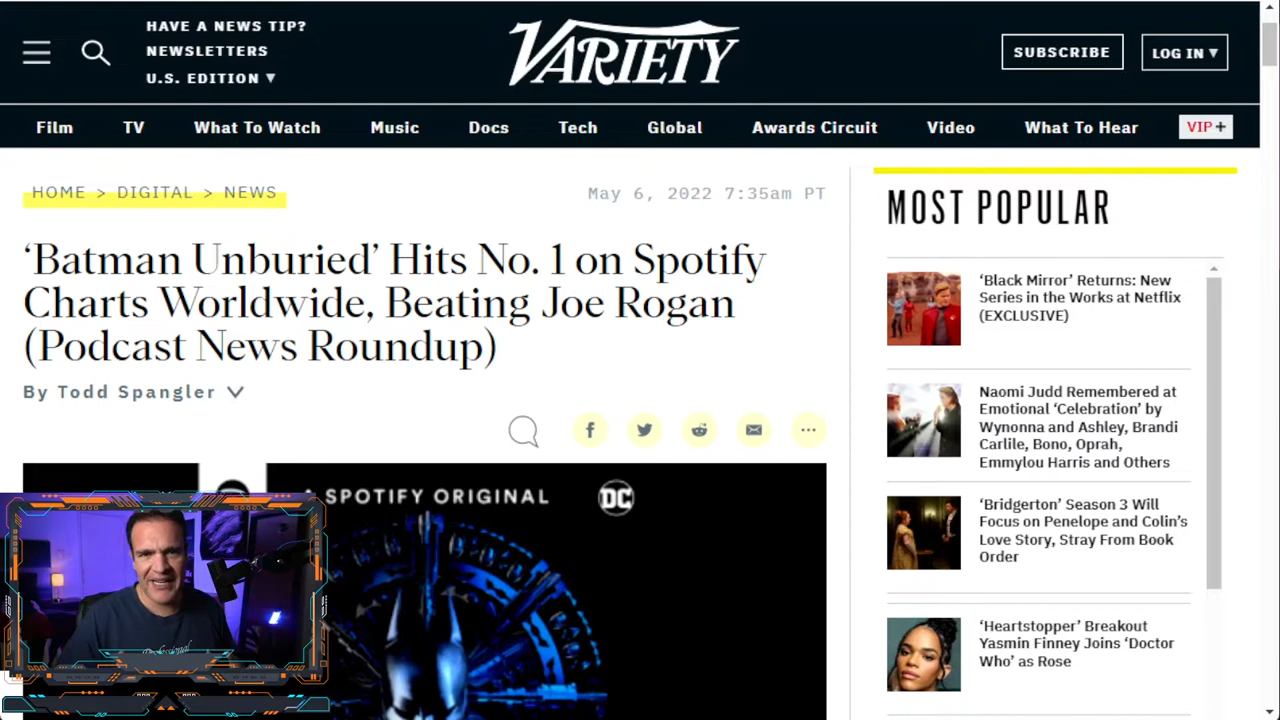 HAVE A NEWS TIP?
NEWSLETTERS
U.S. EDITION ▼
VARIETY
SUBSCRIBE
LOG IN ▼
Film
TV
What To Watch
Music
Docs
Tech
Global
Awards Circuit
Video
What To Hear
VIP+
HOME > DIGITAL > NEWS
May 6, 2022 7:35am PT
‘Batman Unburied’ Hits No. 1 on Spotify
Charts Worldwide, Beating Joe Rogan
(Podcast News Roundup)
By Todd Spangler
A SPOTIFY ORIGINAL
DC
MOST POPULAR
‘Black Mirror’ Returns: New
Series in the Works at Netflix
(EXCLUSIVE)
Naomi Judd Remembered at
Emotional ‘Celebration’ by
Wynonna and Ashley, Brandi
Carlile, Bono, Oprah,
Emmylou Harris and Others
‘Bridgerton’ Season 3 Will
Focus on Penelope and Colin’s
Love Story, Stray From Book
Order
‘Heartstopper’ Breakout
Yasmin Finney Joins ‘Doctor
Who’ as Rose
Professional